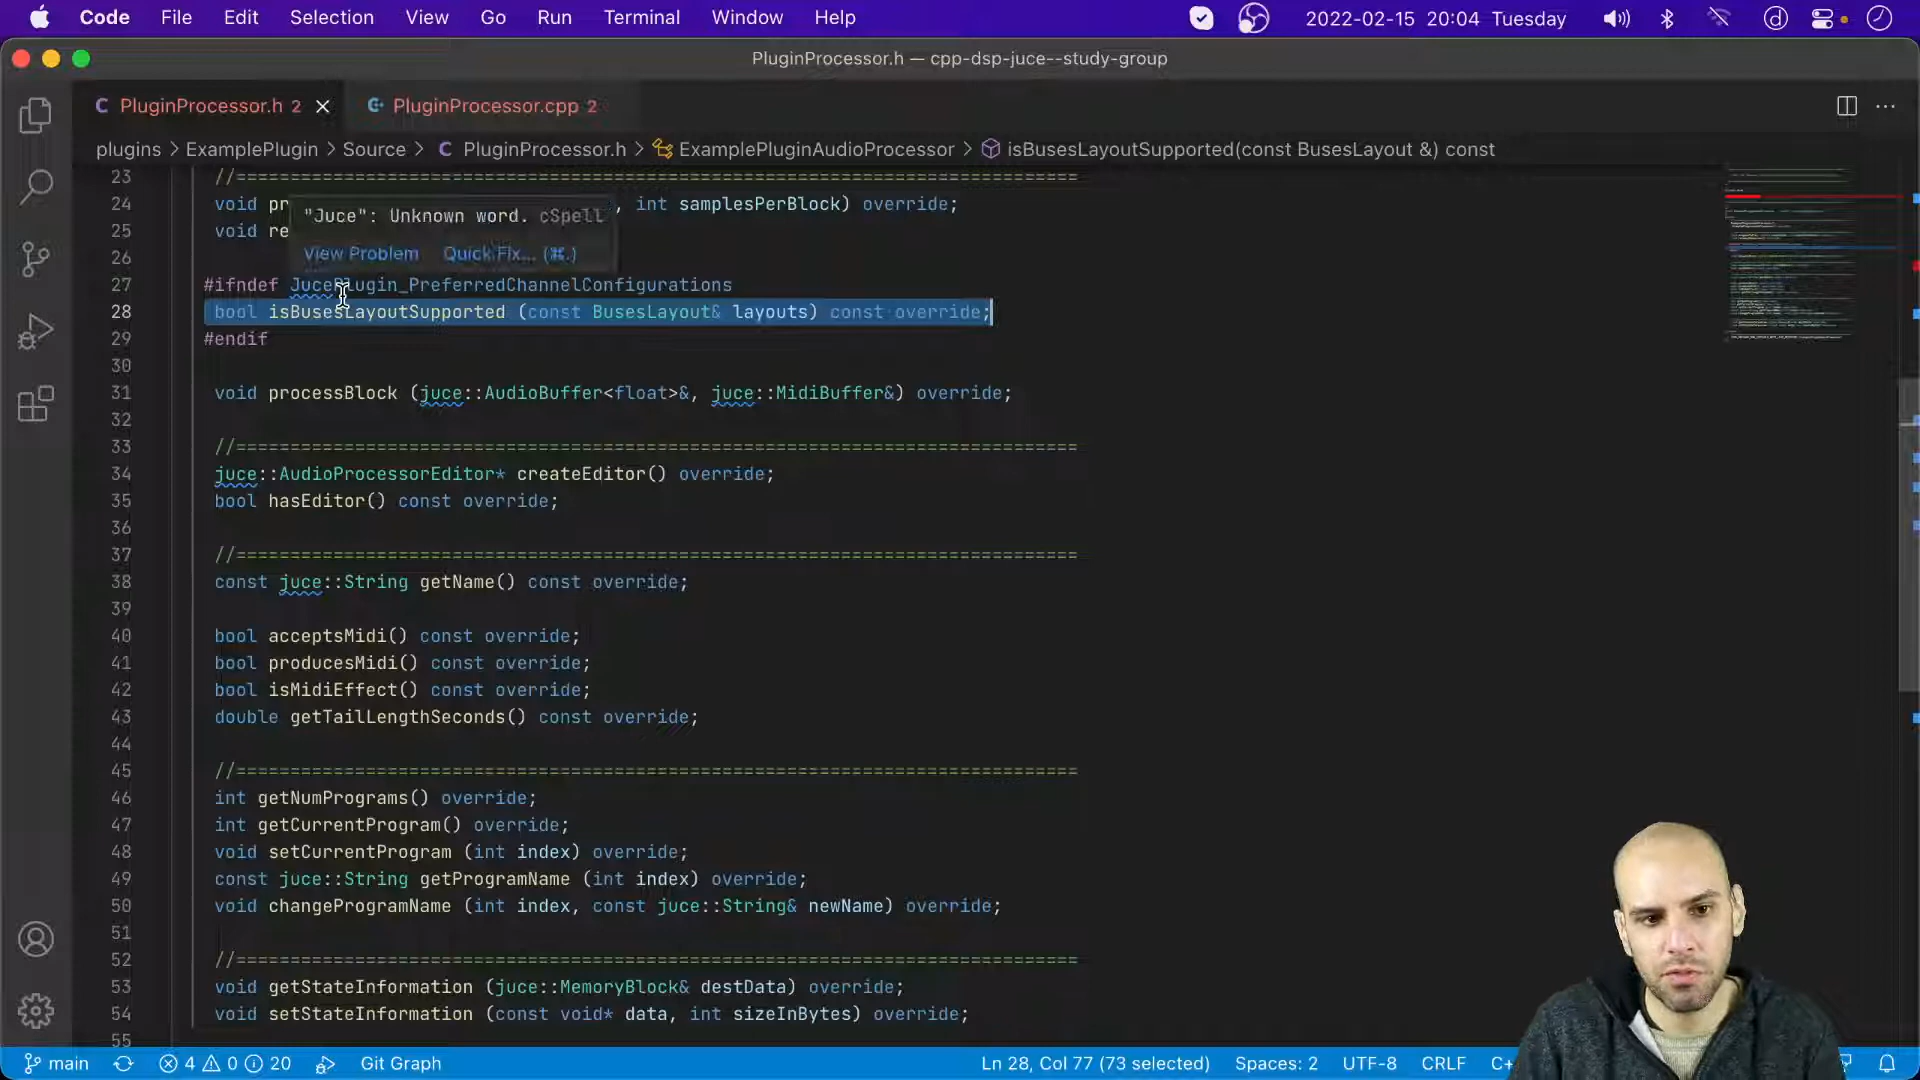 Code File Edit Selection View Go Run Terminal Window Help 2022-02-15 20:04 Tuesday
PluginProcessor.h — cpp-dsp-juce--study-group
C PluginProcessor.h 2 PluginProcessor.cpp 2
plugins > ExamplePlugin > Source > C PluginProcessor.h > ExamplePluginAudioProcessor > isBusesLayoutSupported(const BusesLayout &) const
23 //==============================================================================
24 void pr , int samplesPerBlock) override;
"Juce": Unknown word. cSpell
25 void re
View Problem Quick Fix... (⌘.)
26
27 #ifndef JucePlugin_PreferredChannelConfigurations
28 bool isBusesLayoutSupported (const BusesLayout& layouts) const override;
29 #endif
30
31 void processBlock (juce::AudioBuffer<float>&, juce::MidiBuffer&) override;
32
33 //==============================================================================
34 juce::AudioProcessorEditor* createEditor() override;
35 bool hasEditor() const override;
36
37 //==============================================================================
38 const juce::String getName() const override;
39
40 bool acceptsMidi() const override;
41 bool producesMidi() const override;
42 bool isMidiEffect() const override;
43 double getTailLengthSeconds() const override;
44
45 //==============================================================================
46 int getNumPrograms() override;
47 int getCurrentProgram() override;
48 void setCurrentProgram (int index) override;
49 const juce::String getProgramName (int index) override;
50 void changeProgramName (int index, const juce::String& newName) override;
51
52 //==============================================================================
53 void getStateInformation (juce::MemoryBlock& destData) override;
54 void setStateInformation (const void* data, int sizeInBytes) override;
55
main 4 0 20 Git Graph Ln 28, Col 77 (73 selected) Spaces: 2 UTF-8 CRLF C+